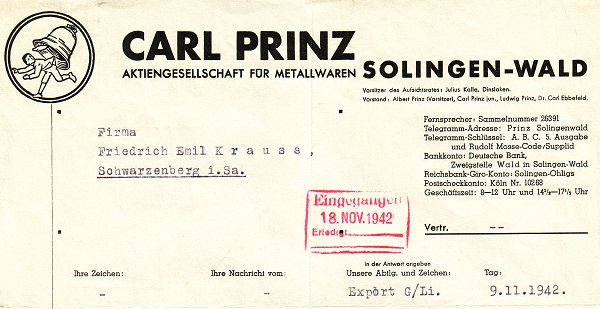 CARL PRINZ
AKTIENGESELLSCHAFT FÜR METALLWAREN SOLINGEN-WALD
Vorsitzer des Aufsichtsrates: Julius Kalle, Dinslaken.
Vorstand: Albert Prinz (Vorsitzer), Carl Prinz jun., Ludwig Prinz, Dr. Carl Ebbefeld.
Firma
Friedrich Emil Krauss,
Schwarzenberg i.Sa.
Fernsprecher: Sammelnummer 25391
Telegramm-Adresse: Prinz Solingenwald
Telegramm-Schlüssel: A. B. C. 5. Ausgabe
und Rudolf Mosse-Code/Supplid
Bankkonto: Deutsche Bank,
Zweigstelle Wald in Solingen-Wald
Reichsbank-Giro-Konto: Solingen-Ohligs
Postscheckkonto: Köln Nr. 10268
Geschäftszeit: 8—12 Uhr und 14½—17½ Uhr
Eingegangen
18. NOV. 1942
Erledigt:
Vertr. --
in der Antwort angeben
Ihre Zeichen: Ihre Nachricht vom: Unsere Abtlg. und Zeichen: Tag:
- - Export G/Li. 9.11.1942.